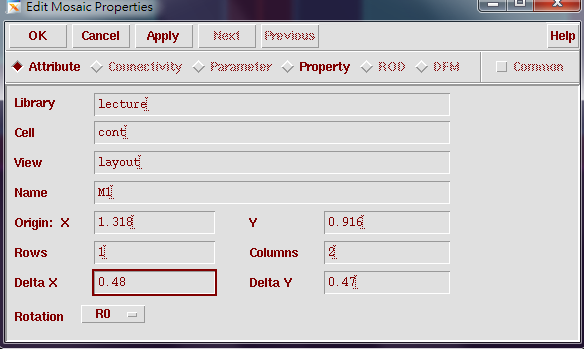 Edit Mosaic Properties
OK Cancel Apply Next Previous Help
Attribute Connectivity Parameter Property ROD DFM Common
Library lecture
Cell cont
View layout
Name M1
Origin: X 1.318 Y 0.916
Rows 1 Columns 2
Delta X 0.48 Delta Y 0.47
Rotation R0